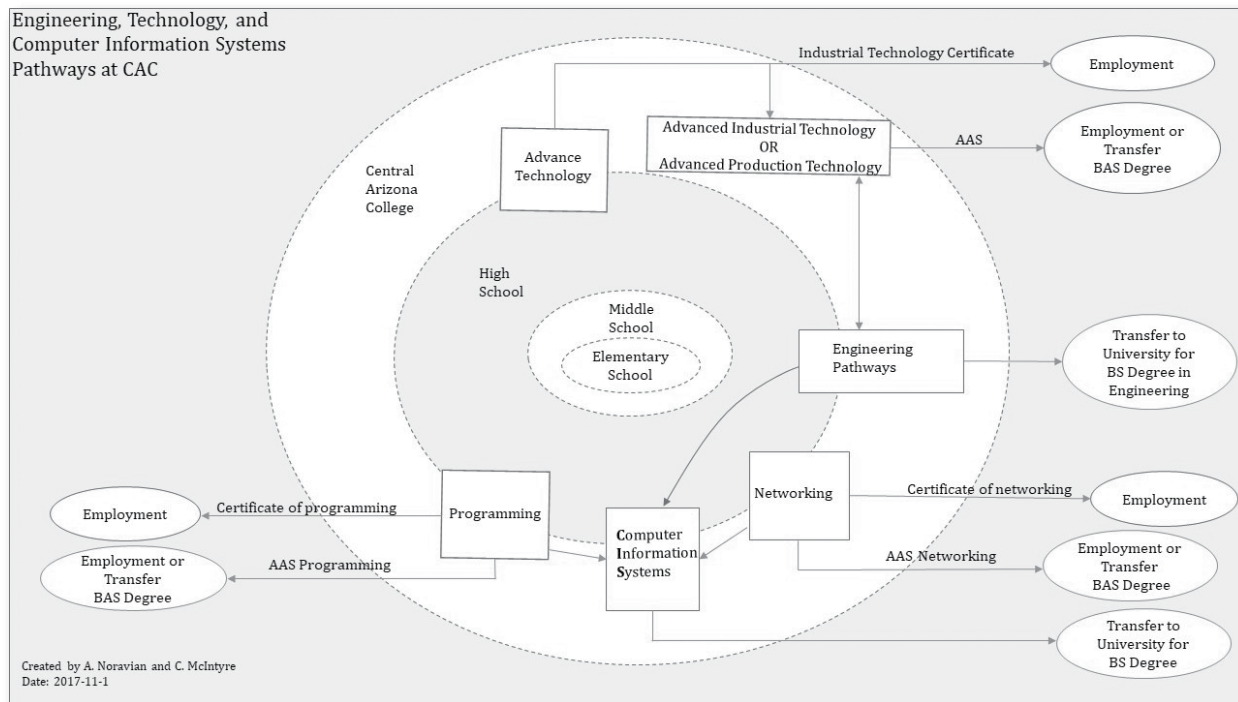 Engineering, Technology, and
Computer Information Systems
Pathways at CAC
Industrial Technology Certificate
Employment
Advance
Technology
Advanced Industrial Technology
OR
Advanced Production Technology
AAS
Employment or
Transfer
BAS Degree
Central
Arizona
College
High
School
Middle
School
Elementary
School
Engineering
Pathways
Transfer to
University for
BS Degree in
Engineering
Networking
Certificate of networking
Employment
AAS Networking
Employment or
Transfer
BAS Degree
Programming
Certificate of programming
Employment
AAS Programming
Employment or
Transfer
BAS Degree
Computer
Information
Systems
Transfer to
University for
BS Degree
Created by A. Noravian and C. McIntyre
Date: 2017-11-1